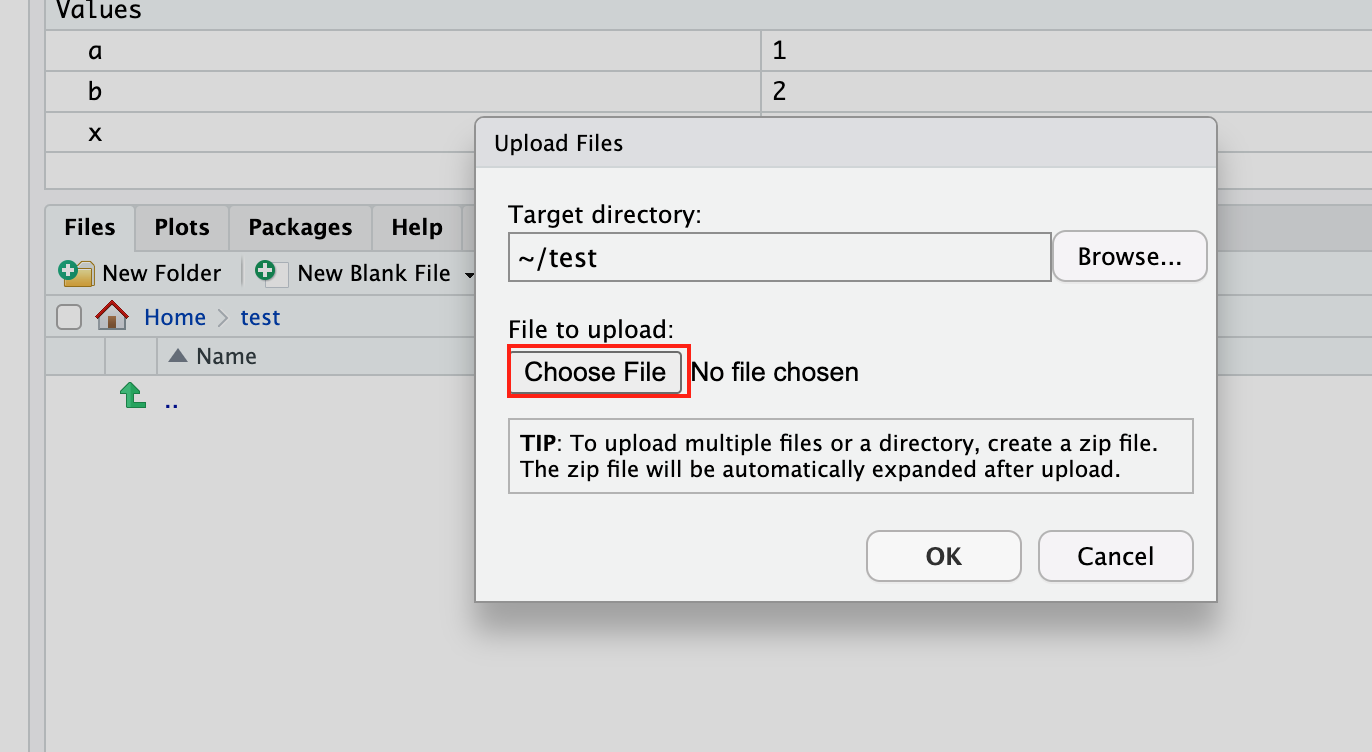 Values
a 1
b 2
x
Upload Files
Target directory:
~/test
Browse...
File to upload:
Choose File No file chosen
TIP: To upload multiple files or a directory, create a zip file.
The zip file will be automatically expanded after upload.
OK Cancel
Files Plots Packages Help
New Folder New Blank File
Home test
Name
..